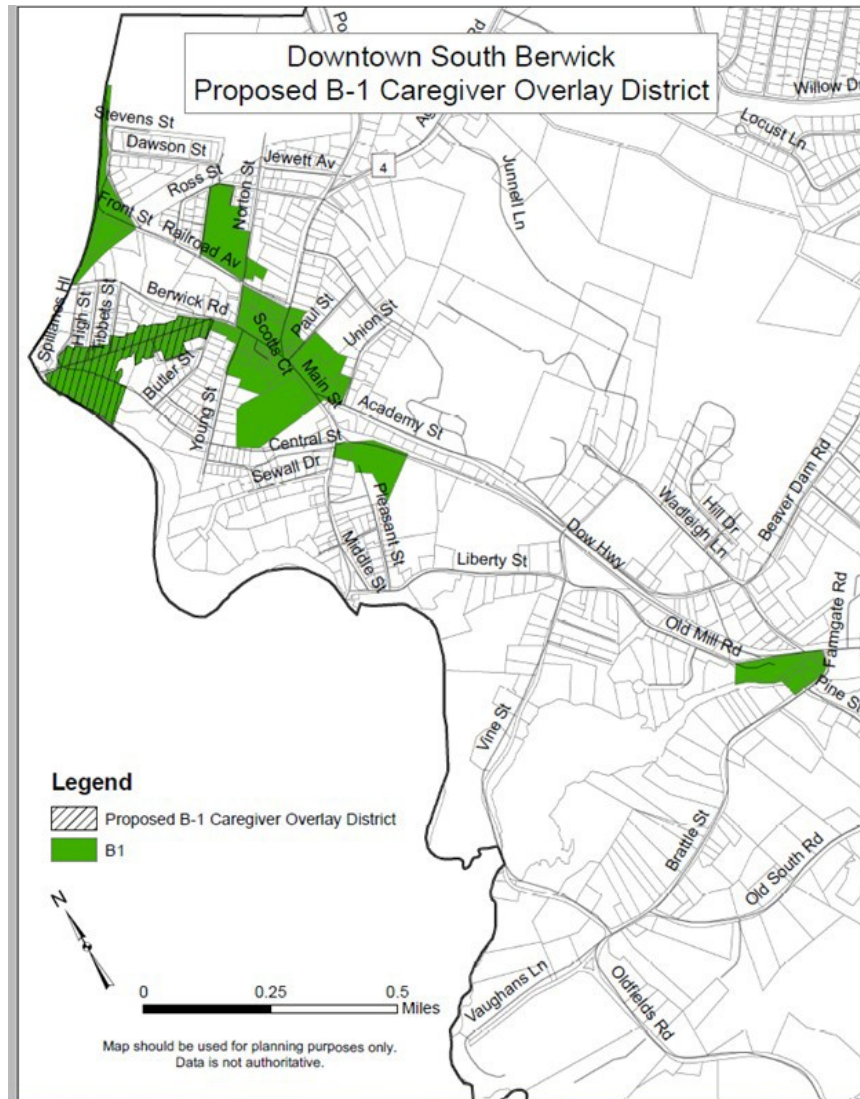 Downtown South Berwick
Proposed B-1 Caregiver Overlay District
Willow Dr
Locust Ln
Stevens St
Dawson St
Jewett Av
4
Junnell Ln
Ross St
Norton St
Front St
Railroad Av
Spillanes Hl
High St
Tibbets St
Berwick Rd
Scotts Ct
Paul St
Union St
Main St
Butler St
Young St
Academy St
Central St
Sewall Dr
Pleasant St
Middle St
Liberty St
Dow Hwy
Wadleigh Ln
Hill Dr
Beaver Dam Rd
Old Mill Rd
Farmgate Rd
Pine St
Vine St
Brattle St
Old South Rd
Vaughans Ln
Oldfields Rd
Legend
Proposed B-1 Caregiver Overlay District
B1
N
0 0.25 0.5
Miles
Map should be used for planning purposes only.
Data is not authoritative.